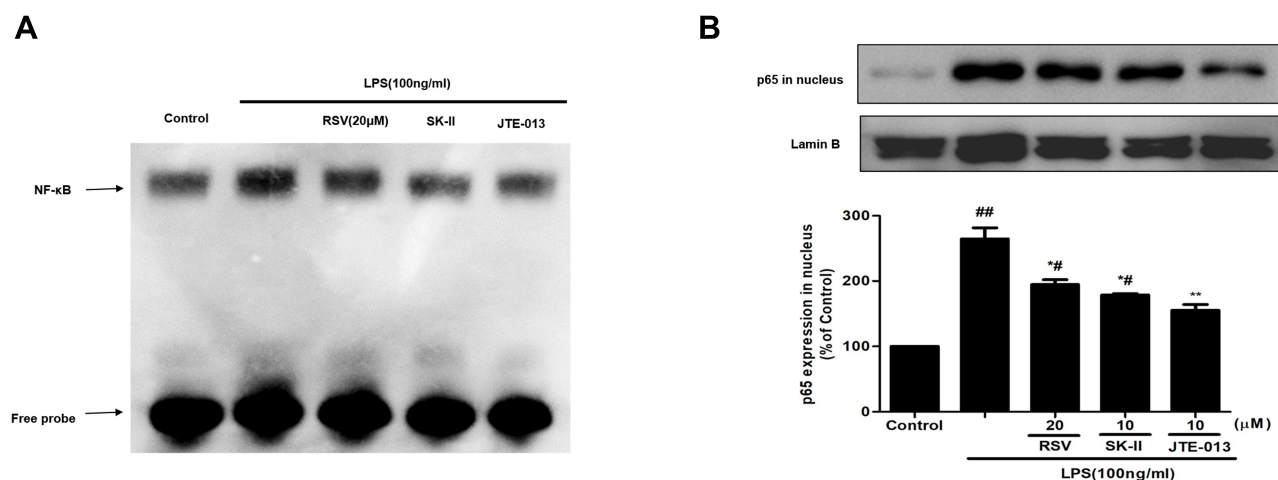 A
LPS(100ng/ml)
Control
RSV(20μM)
SK-II
JTE-013
NF-κB
Free probe
B
p65 in nucleus
Lamin B
p65 expression in nucleus
(%of Control)
300
200
100
0
##
*#
*#
**
Control
20
10
10
(μM)
RSV
SK-II
JTE-013
LPS(100ng/ml)